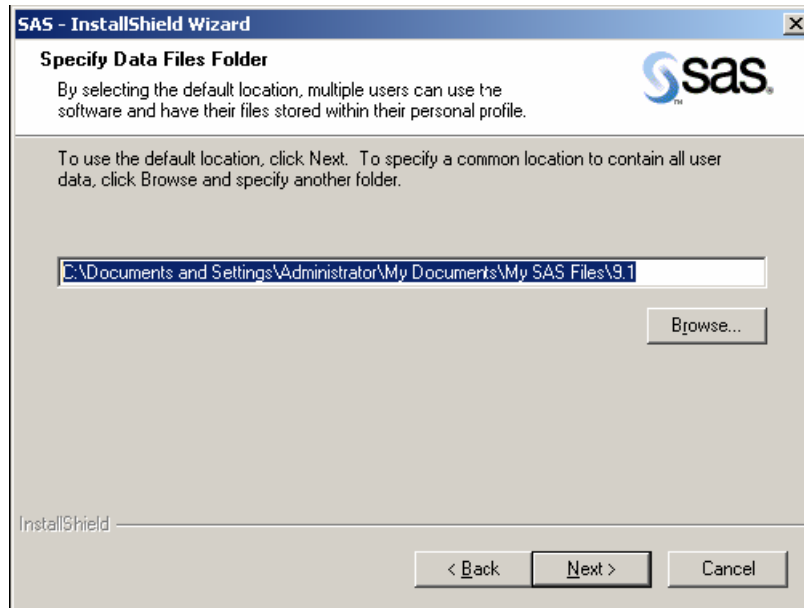 SAS - InstallShield Wizard
Specify Data Files Folder
By selecting the default location, multiple users can use the
software and have their files stored within their personal profile.
sas.
TM
To use the default location, click Next. To specify a common location to contain all user
data, click Browse and specify another folder.
C:\Documents and Settings\Administrator\My Documents\My SAS Files\9.1
Browse...
InstallShield
< Back
Next >
Cancel